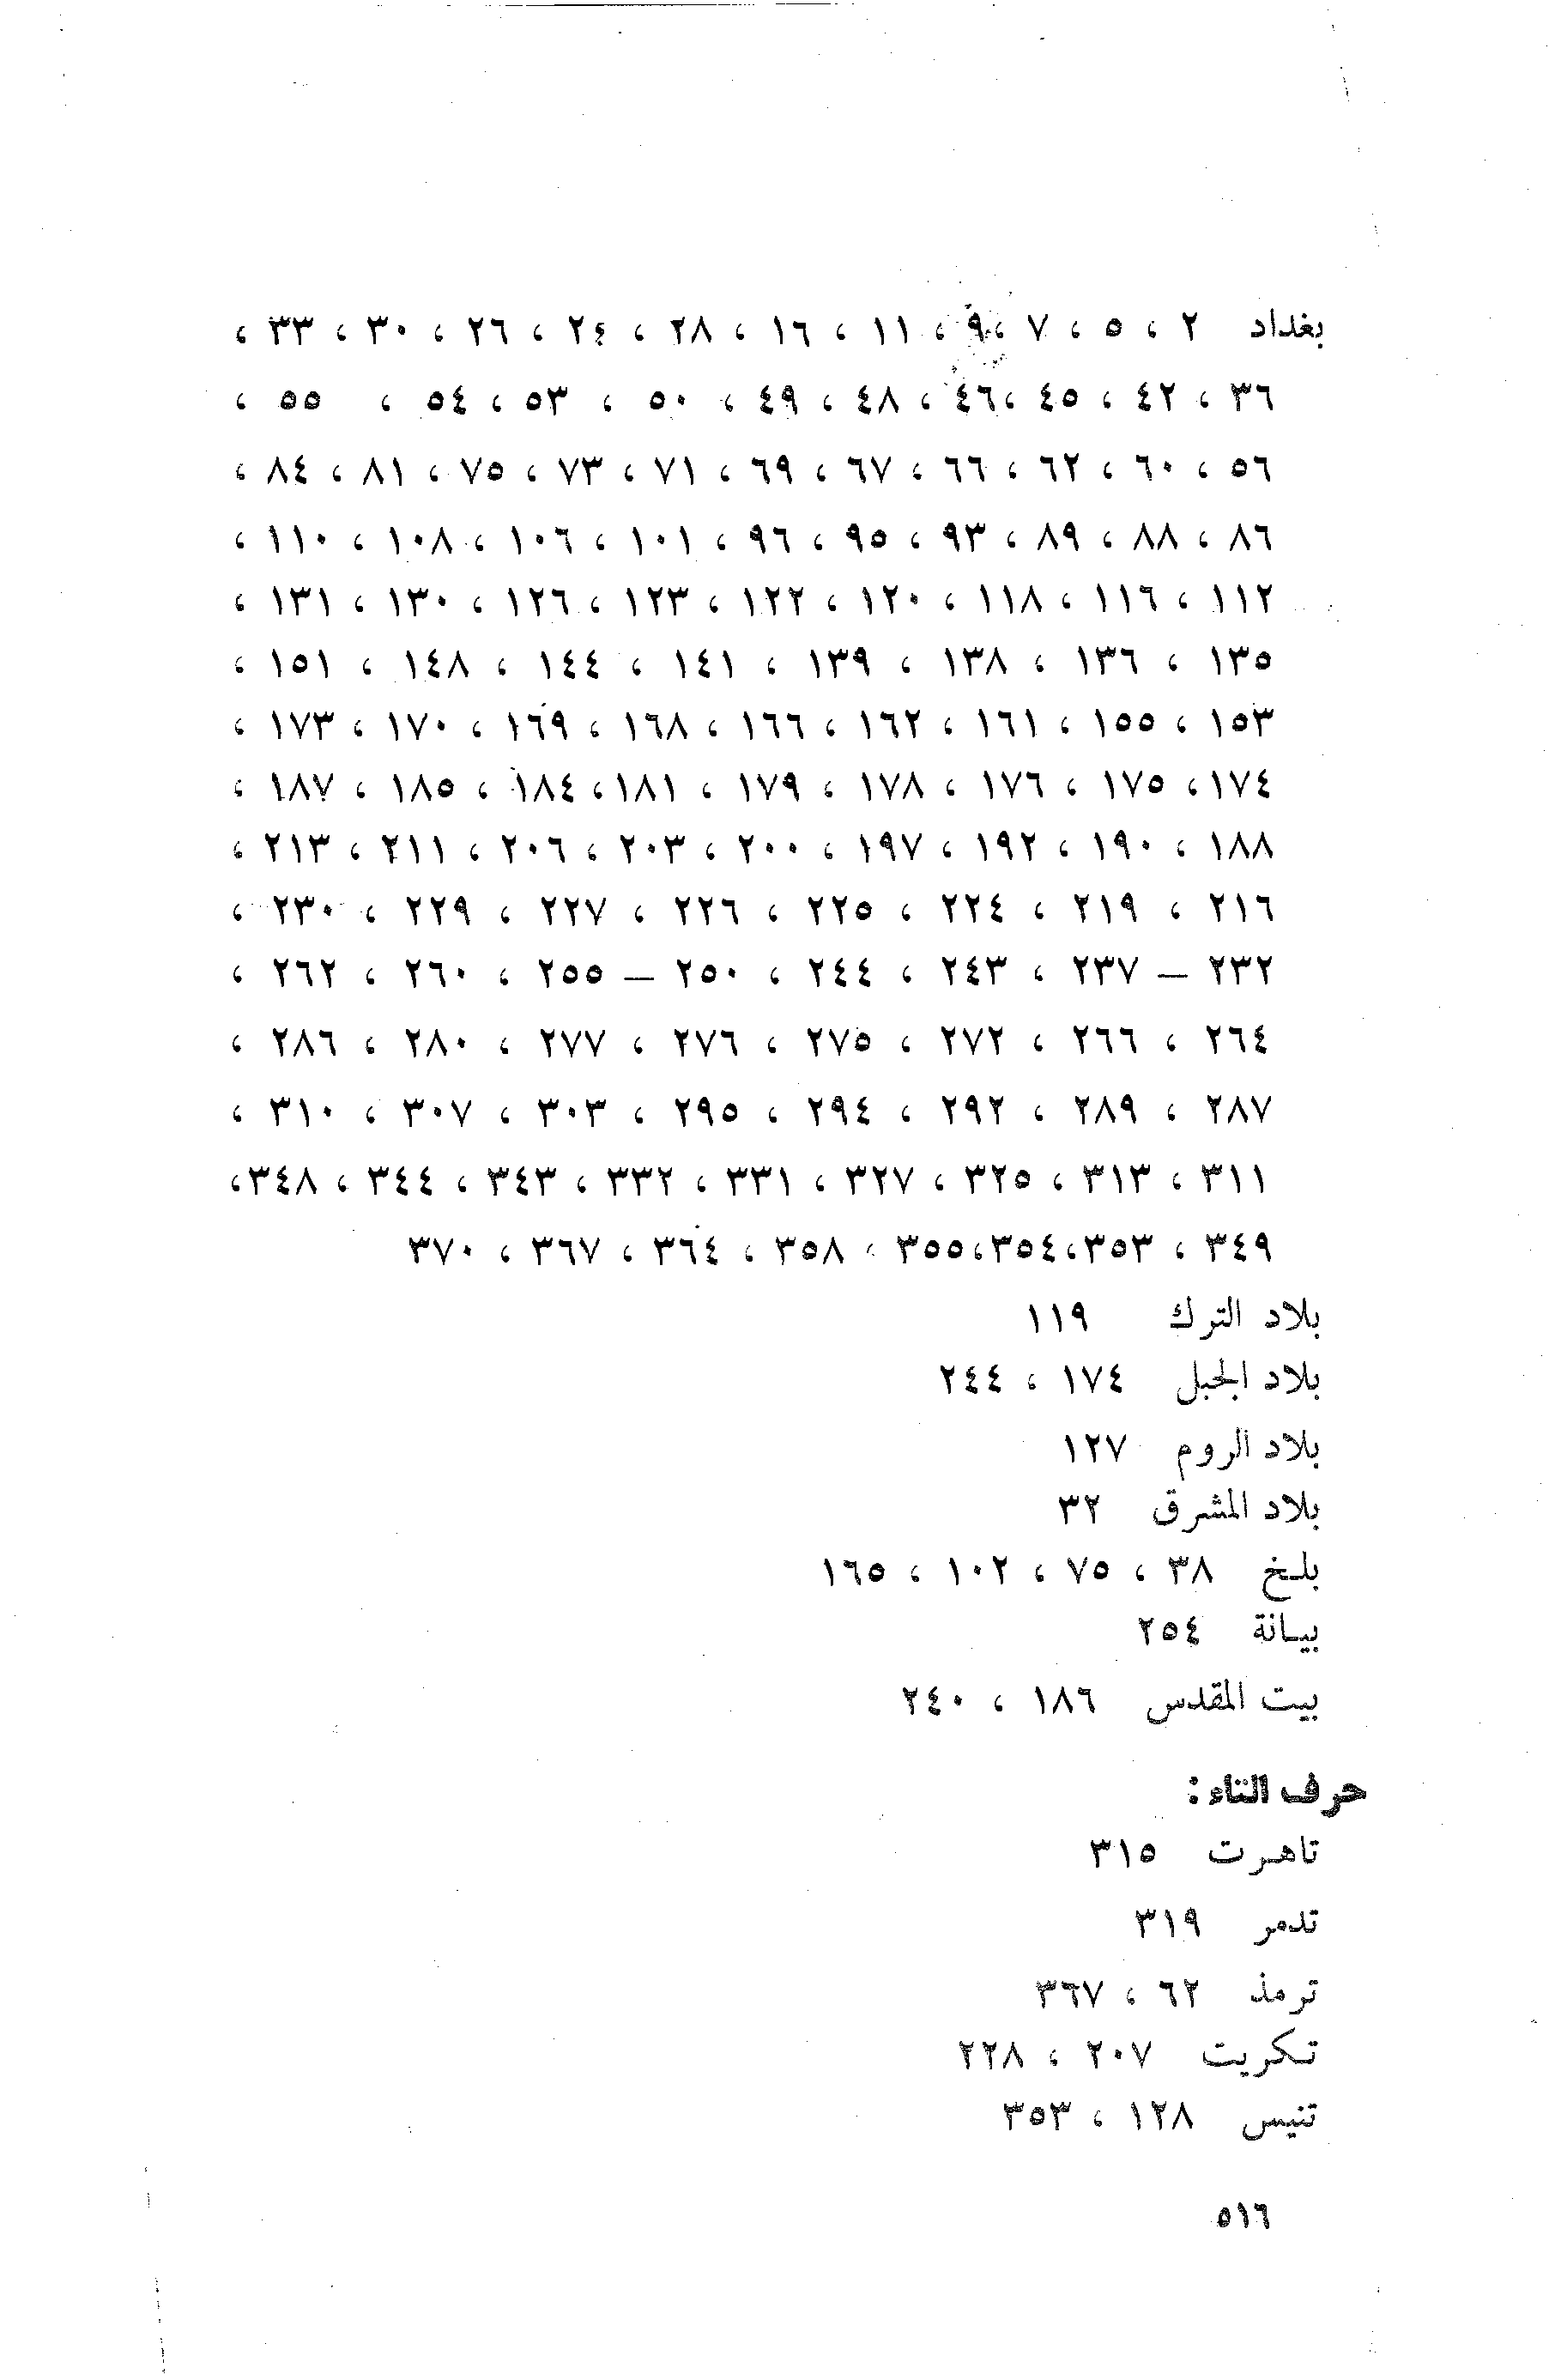 بغداد ٢ ، ٥ ، ٧ ،٩ ، ١١ ، ١٦ ، ٢٨ ، ٢٤ ، ٢٦ ، ٣٠ ، ٣٣ ،
٣٦ ، ٤٢ ، ٤٥ ،٤٦ ، ٤٨ ، ٤٩ ، ٥٠ ، ٥٣ ، ٥٤ ، ٥٥ ،
٥٦ ، ٦٠ ، ٦٢ ، ٦٦ ، ٦٧ ، ٦٩ ، ٧١ ، ٧٣ ، ٧٥ ، ٨١ ، ٨٤ ،
٨٦ ، ٨٨ ، ٨٩ ، ٩٣ ، ٩٥ ، ٩٦ ، ١٠١ ، ١٠٦ ، ١٠٨ ، ١١٠ ،
١١٢ ، ١١٦ ، ١١٨ ، ١٢٠ ، ١٢٢ ، ١٢٣ ، ١٢٦ ، ١٣٠ ، ١٣١ ،
١٣٥ ، ١٣٦ ، ١٣٨ ، ١٣٩ ، ١٤١ ، ١٤٤ ، ١٤٨ ، ١٥١ ،
١٥٣ ، ١٥٥ ، ١٦١ ، ١٦٢ ، ١٦٦ ، ١٦٨ ، ١٦٩ ، ١٧٠ ، ١٧٣ ،
١٧٤ ، ١٧٥ ، ١٧٦ ، ١٧٨ ، ١٧٩ ، ١٨١ ، ١٨٤ ، ١٨٥ ، ١٨٧ ،
١٨٨ ، ١٩٠ ، ١٩٢ ، ١٩٧ ، ٢٠٠ ، ٢٠٣ ، ٢٠٦ ، ٢١١ ، ٢١٣ ،
٢١٦ ، ٢١٩ ، ٢٢٤ ، ٢٢٥ ، ٢٢٦ ، ٢٢٧ ، ٢٢٩ ، ٢٣٠ ،
٢٣٢ – ٢٣٧ ، ٢٤٣ ، ٢٤٤ ، ٢٥٠ – ٢٥٥ ، ٢٦٠ ، ٢٦٢ ،
٢٦٤ ، ٢٦٦ ، ٢٧٢ ، ٢٧٥ ، ٢٧٦ ، ٢٧٧ ، ٢٨٠ ، ٢٨٦ ،
٢٨٧ ، ٢٨٩ ، ٢٩٢ ، ٢٩٤ ، ٢٩٥ ، ٣٠٣ ، ٣٠٧ ، ٣١٠ ،
٣١١ ، ٣١٣ ، ٣٢٥ ، ٣٢٧ ، ٣٣١ ، ٣٣٢ ، ٣٤٣ ، ٣٤٤ ، ٣٤٨،
٣٤٩ ، ٣٥٣،٣٥٤،٣٥٥ ، ٣٥٨ ، ٣٦٤ ، ٣٦٧ ، ٣٧٠
بلاد الترك ١١٩
بلاد الجبل ١٧٤ ، ٢٤٤
بلاد الروم ١٢٧
بلاد المشرق ٣٢
بلخ ٣٨ ، ٧٥ ، ١٠٢ ، ١٦٥
بيانة ٢٥٤
بيت المقدس ١٨٦ ، ٢٤٠
حرف التاء :
تاهرت ٣١٥
تدمر ٣١٩
ترمذ ٦٢ ، ٣٦٧
تكريت ٢٠٧ ، ٢٢٨
تنيس ١٢٨ ، ٣٥٣
٥١٦